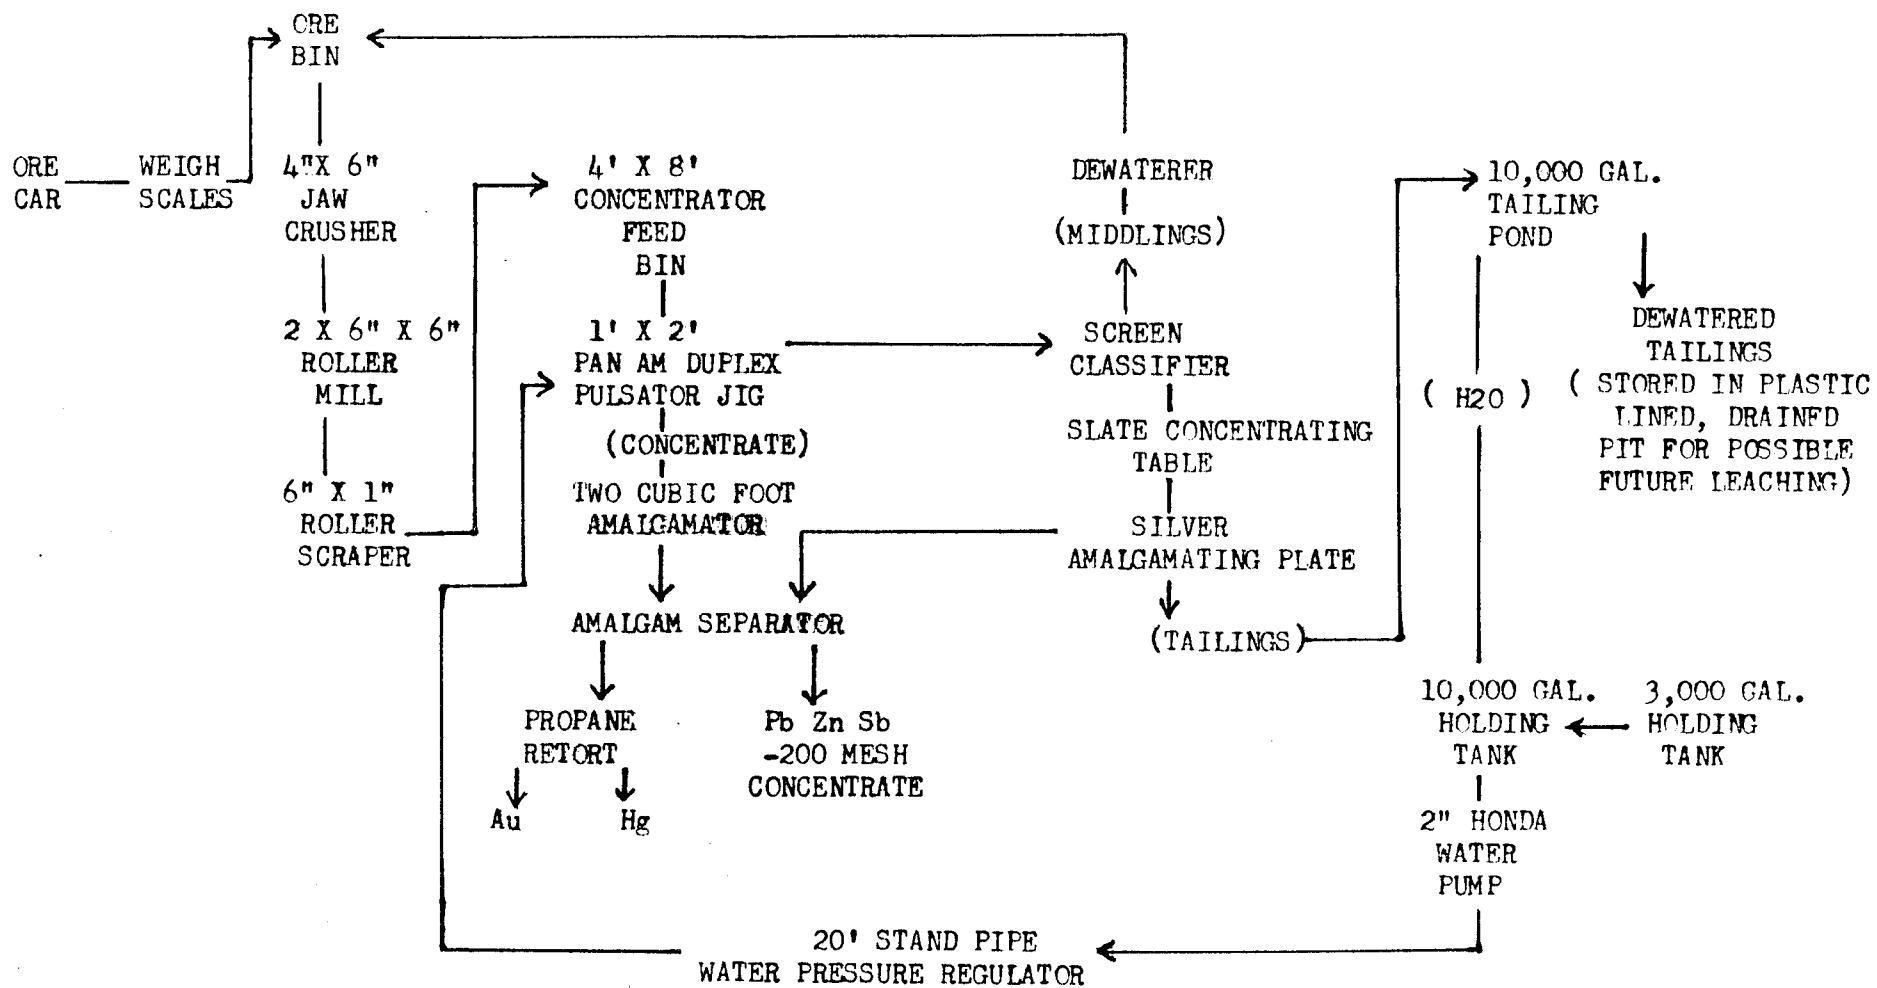 ORE
BIN
ORE
CAR
WEIGH
SCALES
4" X 6"
JAW
CRUSHER
2 X 6" X 6"
ROLLER
MILL
6" X 1"
ROLLER
SCRAPER
4' X 8'
CONCENTRATOR
FEED
BIN
1' X 2'
PAN AM DUPLEX
PULSATOR JIG
(CONCENTRATE)
TWO CUBIC FOOT
AMALGAMATOR
AMALGAM SEPARATOR
PROPANE
RETORT
Au
Hg
Pb Zn Sb
-200 MESH
CONCENTRATE
DEWATERER
(MIDDLINGS)
SCREEN
CLASSIFIER
SLATE CONCENTRATING
TABLE
SILVER
AMALGAMATING PLATE
(TAILINGS)
10,000 GAL.
TAILING
POND
DEWATERED
TAILINGS
( STORED IN PLASTIC
LINED, DRAINED
PIT FOR POSSIBLE
FUTURE LEACHING)
( H2O )
10,000 GAL.
HOLDING
TANK
3,000 GAL.
HOLDING
TANK
2" HONDA
WATER
PUMP
20' STAND PIPE
WATER PRESSURE REGULATOR